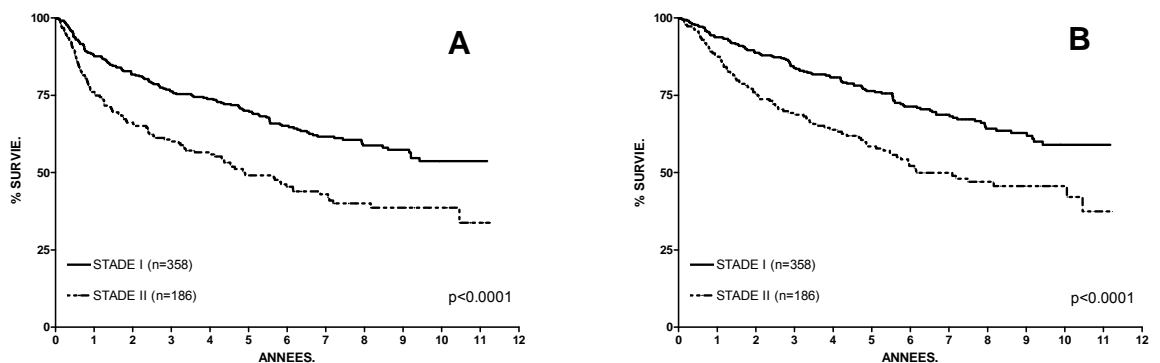 A
100
75
50
25
0
% SURVIE.
STADE I (n=358)
STADE II (n=186)
p<0.0001
0 1 2 3 4 5 6 7 8 9 10 11 12
ANNEES.
B
100
75
50
25
0
% SURVIE.
STADE I (n=358)
STADE II (n=186)
p<0.0001
0 1 2 3 4 5 6 7 8 9 10 11 12
ANNEES.